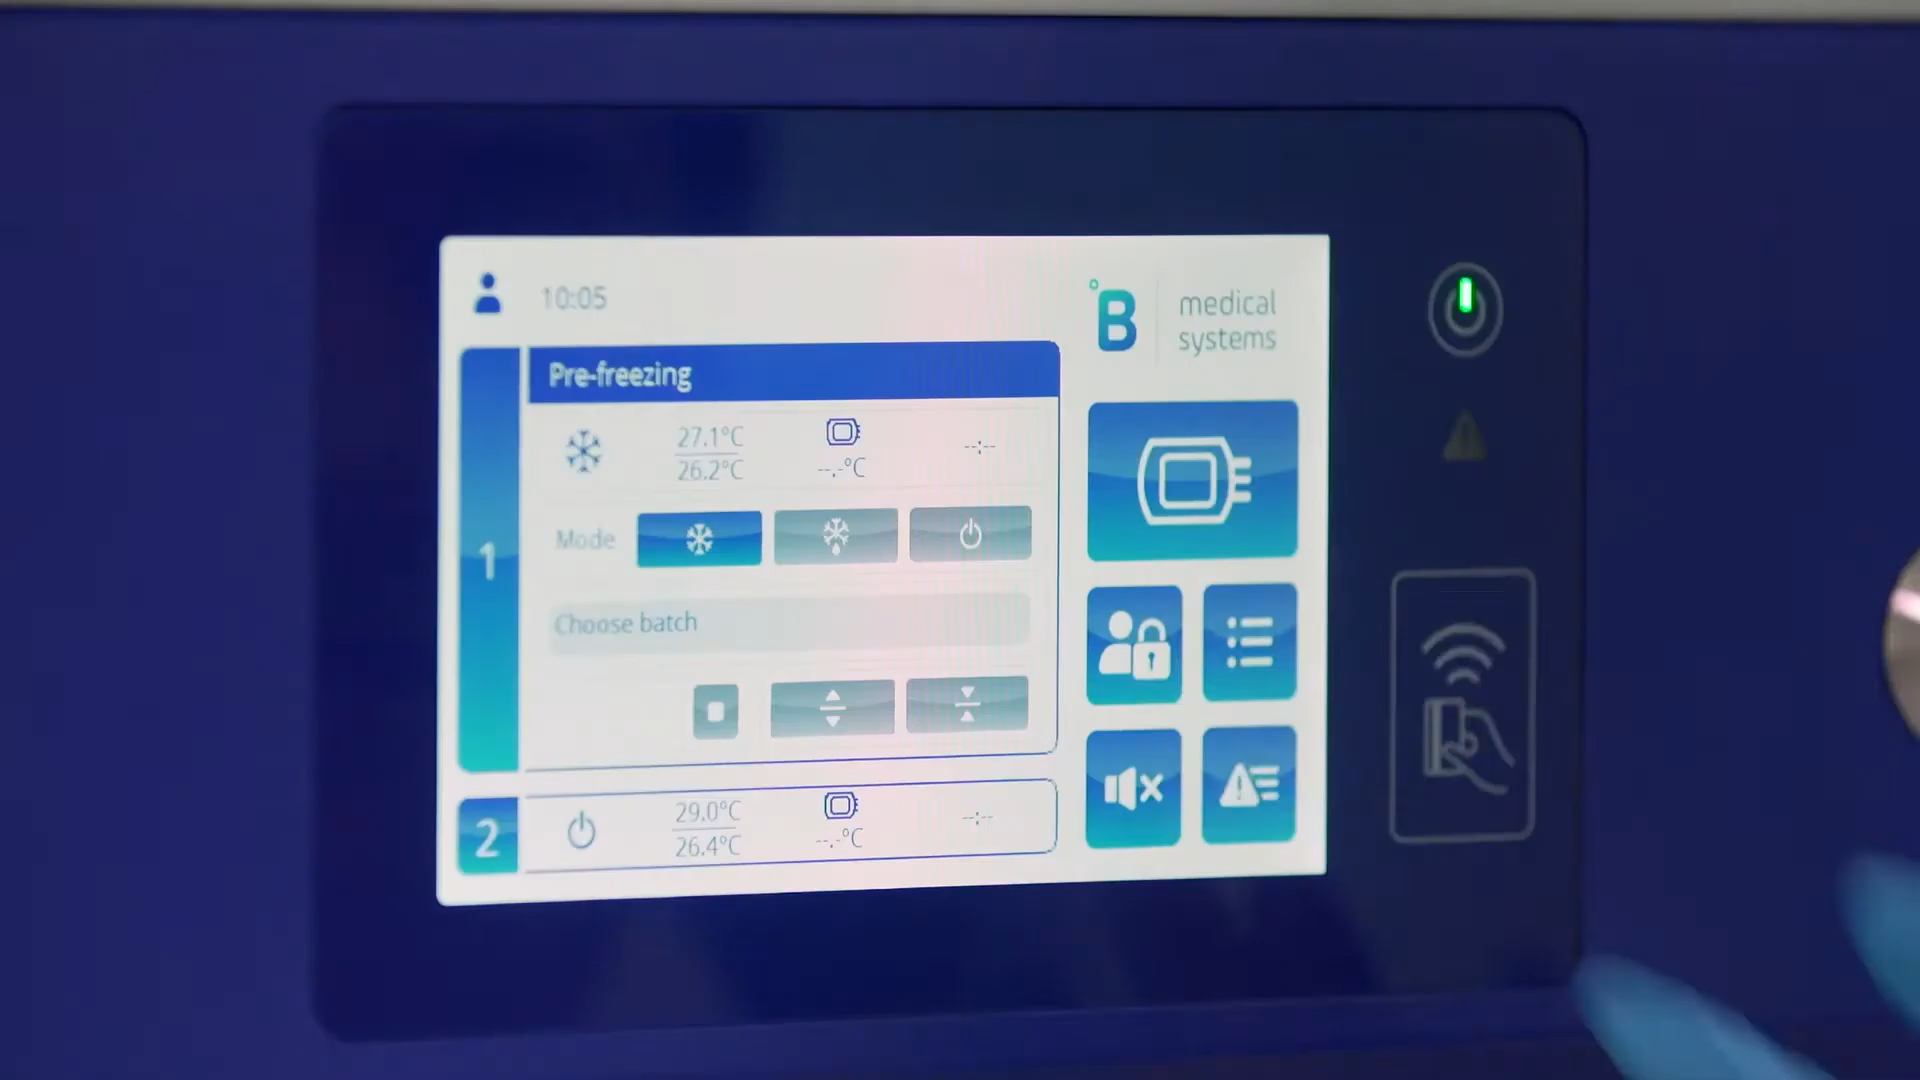 10:05
°B medical
systems
Pre-freezing
27.1°C
26.2°C
--.-°C
--:--
Mode
Choose batch
1
2
29.0°C
26.4°C
--.-°C
--:--